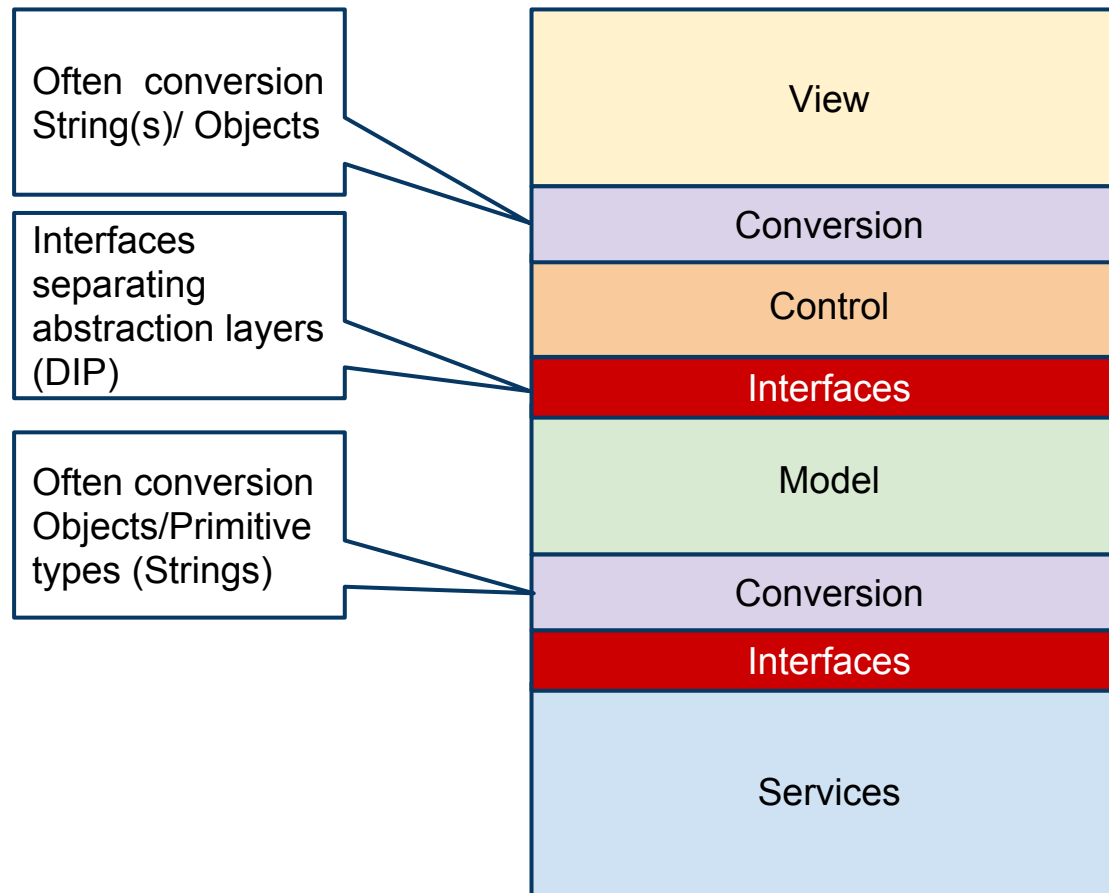 Often conversion
String(s)/ Objects
Interfaces
separating
abstraction layers
(DIP)
Often conversion
Objects/Primitive
types (Strings)
View
Conversion
Control
Interfaces
Model
Conversion
Interfaces
Services